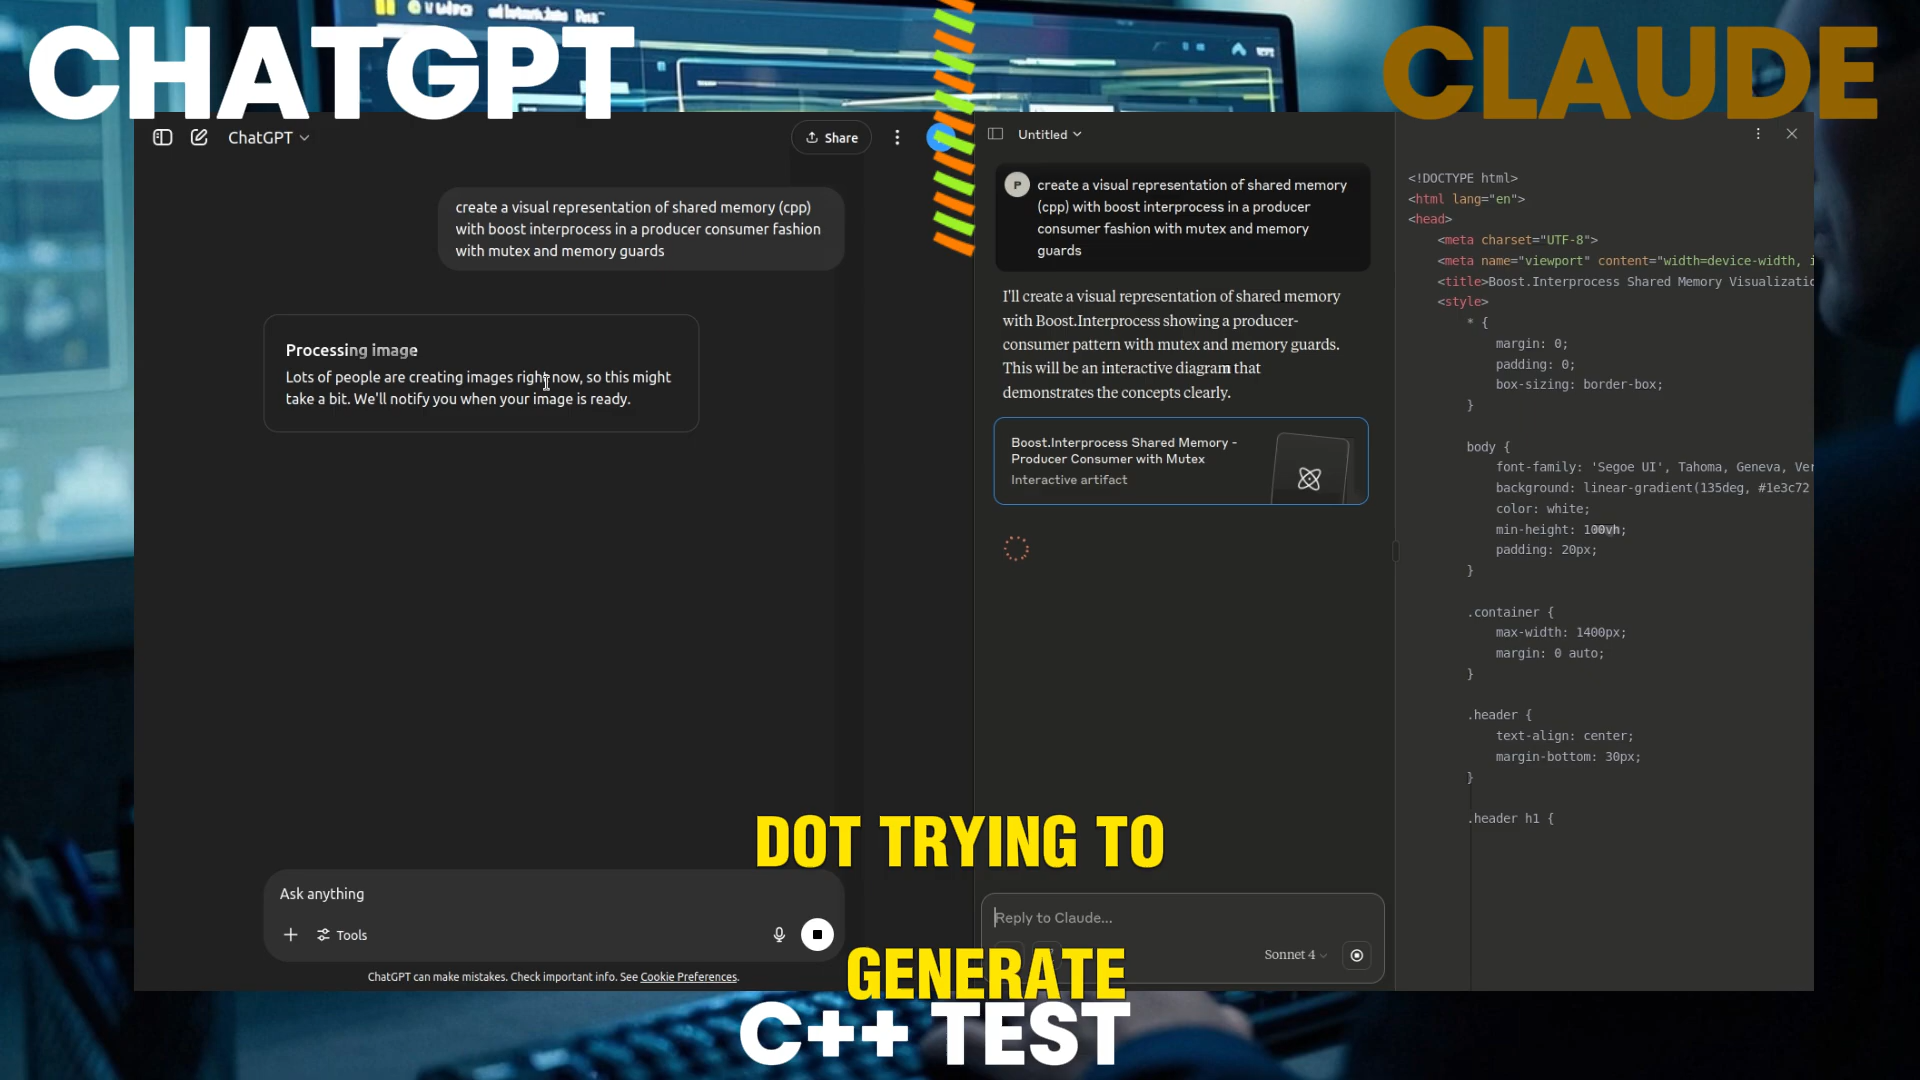 CHATGPT
CLAUDE
ChatGPT
Share
create a visual representation of shared memory (cpp)
with boost interprocess in a producer consumer fashion
with mutex and memory guards
Processing image
Lots of people are creating images right now, so this might
take a bit. We'll notify you when your image is ready.
Ask anything
Tools
ChatGPT can make mistakes. Check important info. See Cookie Preferences.
Untitled
P
create a visual representation of shared memory
(cpp) with boost interprocess in a producer
consumer fashion with mutex and memory
guards
I'll create a visual representation of shared memory
with Boost.Interprocess showing a producer-
consumer pattern with mutex and memory guards.
This will be an interactive diagram that
demonstrates the concepts clearly.
Boost.Interprocess Shared Memory -
Producer Consumer with Mutex
Interactive artifact
Reply to Claude...
Sonnet 4
<!DOCTYPE html>
<html lang="en">
<head>
<meta charset="UTF-8">
<meta name="viewport" content="width=device-width, i
<title>Boost.Interprocess Shared Memory Visualizatio
<style>
* {
margin: 0;
padding: 0;
box-sizing: border-box;
}
body {
font-family: 'Segoe UI', Tahoma, Geneva, Ver
background: linear-gradient(135deg, #1e3c72
color: white;
min-height: 100vh;
padding: 20px;
}
.container {
max-width: 1400px;
margin: 0 auto;
}
.header {
text-align: center;
margin-bottom: 30px;
}
.header h1 {
DOT TRYING TO
GENERATE
C++ TEST